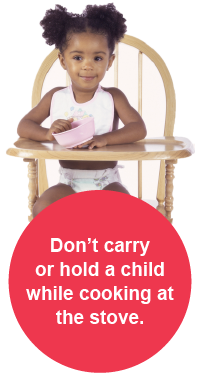 Don’t carry
or hold a child
while cooking at
the stove.